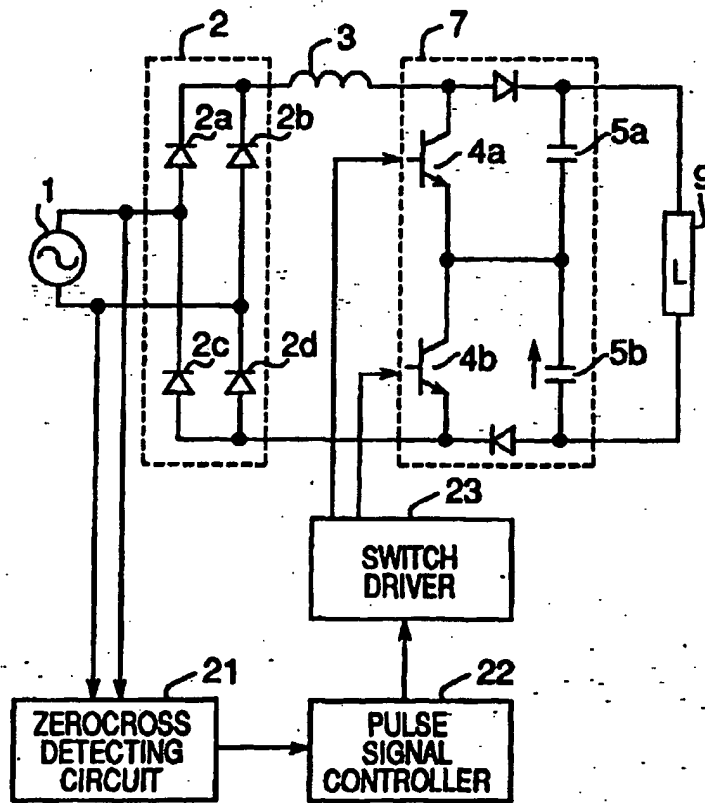 2
3
7
2a
2b
4a
5a
1
9
L
2c
2d
4b
5b
23
SWITCH
DRIVER
21
22
ZEROCROSS
DETECTING
CIRCUIT
PULSE
SIGNAL
CONTROLLER